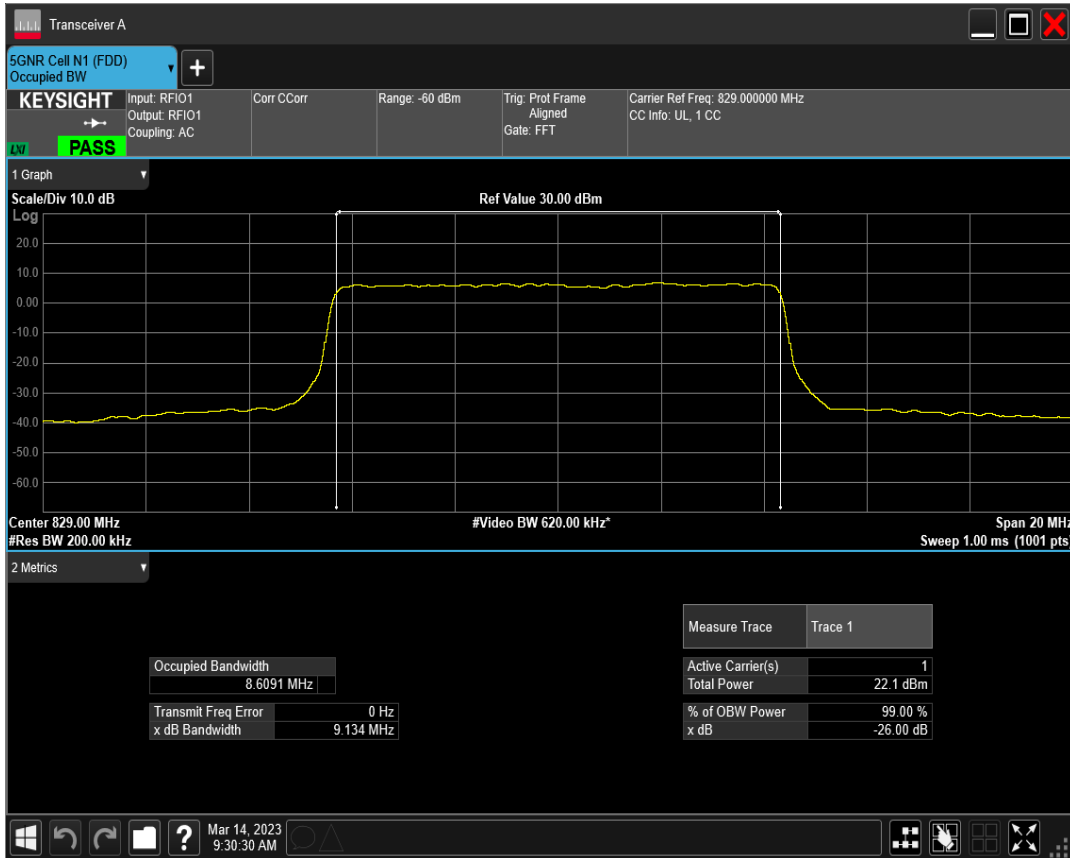 Transceiver A
5GNR Cell N1 (FDD)
Occupied BW
+
KEYSIGHT
LXI
PASS
Input: RFIO1
Output: RFIO1
Coupling: AC
Corr CCorr
Range: -60 dBm
Trig: Prot Frame
Aligned
Gate: FFT
Carrier Ref Freq: 829.000000 MHz
CC Info: UL, 1 CC
1 Graph
Scale/Div 10.0 dB
Ref Value 30.00 dBm
Log
20.0
10.0
0.00
-10.0
-20.0
-30.0
-40.0
-50.0
-60.0
Center 829.00 MHz
#Video BW 620.00 kHz*
Span 20 MHz
#Res BW 200.00 kHz
Sweep 1.00 ms (1001 pts)
2 Metrics
Measure Trace Trace 1
Occupied Bandwidth
8.6091 MHz
Transmit Freq Error 0 Hz
x dB Bandwidth 9.134 MHz
Active Carrier(s) 1
Total Power 22.1 dBm
% of OBW Power 99.00 %
x dB -26.00 dB
?
Mar 14, 2023
9:30:30 AM